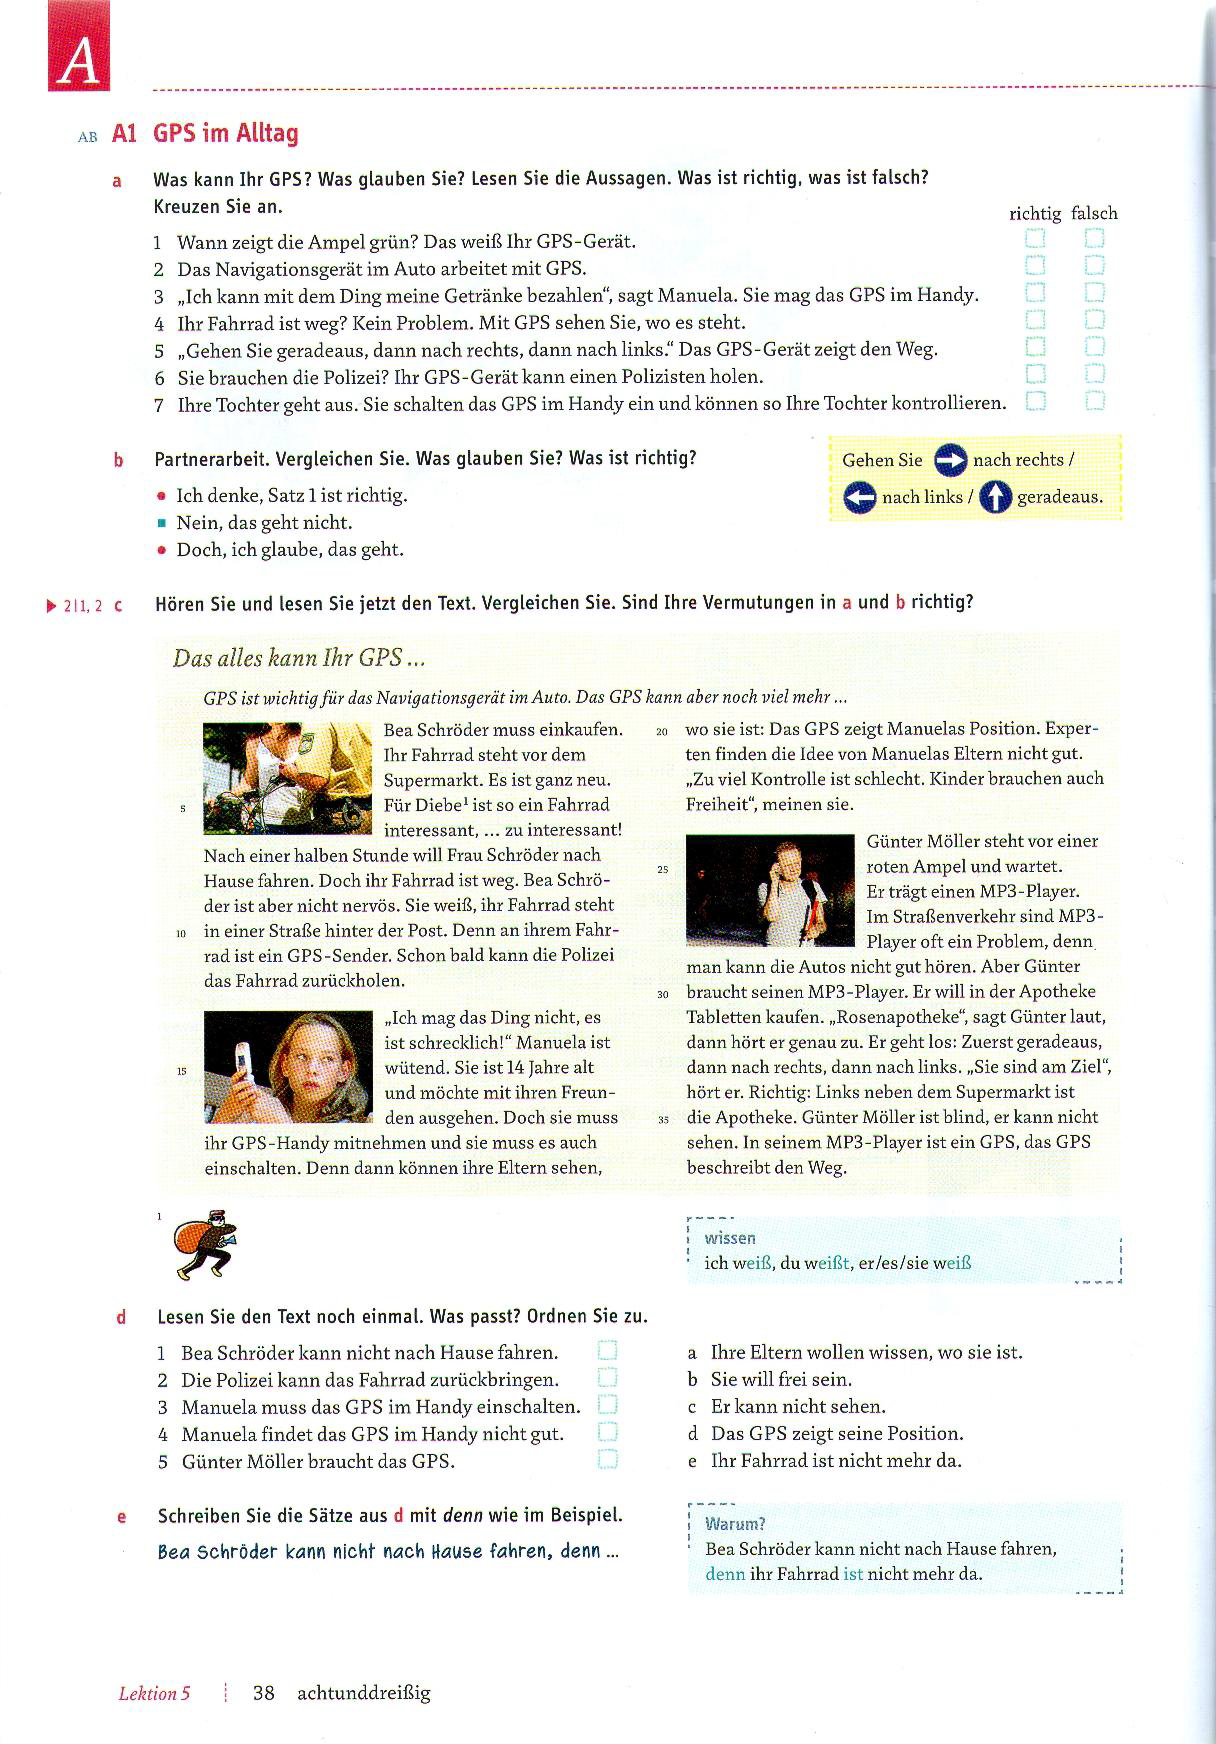 A
AB A1 GPS im Alltag
a Was kann Ihr GPS? Was glauben Sie? Lesen Sie die Aussagen. Was ist richtig, was ist falsch?
Kreuzen Sie an.
richtig falsch
1 Wann zeigt die Ampel grün? Das weiß Ihr GPS-Gerät.
2 Das Navigationsgerät im Auto arbeitet mit GPS.
3 „Ich kann mit dem Ding meine Getränke bezahlen“, sagt Manuela. Sie mag das GPS im Handy.
4 Ihr Fahrrad ist weg? Kein Problem. Mit GPS sehen Sie, wo es steht.
5 „Gehen Sie geradeaus, dann nach rechts, dann nach links.“ Das GPS-Gerät zeigt den Weg.
6 Sie brauchen die Polizei? Ihr GPS-Gerät kann einen Polizisten holen.
7 Ihre Tochter geht aus. Sie schalten das GPS im Handy ein und können so Ihre Tochter kontrollieren.
b Partnerarbeit. Vergleichen Sie. Was glauben Sie? Was ist richtig?
• Ich denke, Satz 1 ist richtig.
■ Nein, das geht nicht.
• Doch, ich glaube, das geht.
Gehen Sie → nach rechts /
← nach links / ↑ geradeaus.
▶ 2|1, 2 c Hören Sie und lesen Sie jetzt den Text. Vergleichen Sie. Sind Ihre Vermutungen in a und b richtig?
Das alles kann Ihr GPS ...
GPS ist wichtig für das Navigationsgerät im Auto. Das GPS kann aber noch viel mehr ...
Bea Schröder muss einkaufen.
Ihr Fahrrad steht vor dem
Supermarkt. Es ist ganz neu.
5 Für Diebe¹ ist so ein Fahrrad
interessant, ... zu interessant!
Nach einer halben Stunde will Frau Schröder nach
Hause fahren. Doch ihr Fahrrad ist weg. Bea Schrö-
der ist aber nicht nervös. Sie weiß, ihr Fahrrad steht
10 in einer Straße hinter der Post. Denn an ihrem Fahr-
rad ist ein GPS-Sender. Schon bald kann die Polizei
das Fahrrad zurückholen.
„Ich mag das Ding nicht, es
ist schrecklich!“ Manuela ist
15 wütend. Sie ist 14 Jahre alt
und möchte mit ihren Freun-
den ausgehen. Doch sie muss
ihr GPS-Handy mitnehmen und sie muss es auch
einschalten. Denn dann können ihre Eltern sehen,
20 wo sie ist: Das GPS zeigt Manuelas Position. Exper-
ten finden die Idee von Manuelas Eltern nicht gut.
„Zu viel Kontrolle ist schlecht. Kinder brauchen auch
Freiheit“, meinen sie.
Günter Möller steht vor einer
25 roten Ampel und wartet.
Er trägt einen MP3-Player.
Im Straßenverkehr sind MP3-
Player oft ein Problem, denn
man kann die Autos nicht gut hören. Aber Günter
30 braucht seinen MP3-Player. Er will in der Apotheke
Tabletten kaufen. „Rosenapotheke“, sagt Günter laut,
dann hört er genau zu. Er geht los: Zuerst geradeaus,
dann nach rechts, dann nach links. „Sie sind am Ziel“,
hört er. Richtig: Links neben dem Supermarkt ist
35 die Apotheke. Günter Möller ist blind, er kann nicht
sehen. In seinem MP3-Player ist ein GPS, das GPS
beschreibt den Weg.
1
wissen
ich weiß, du weißt, er/es/sie weiß
d Lesen Sie den Text noch einmal. Was passt? Ordnen Sie zu.
1 Bea Schröder kann nicht nach Hause fahren.
2 Die Polizei kann das Fahrrad zurückbringen.
3 Manuela muss das GPS im Handy einschalten.
4 Manuela findet das GPS im Handy nicht gut.
5 Günter Möller braucht das GPS.
a Ihre Eltern wollen wissen, wo sie ist.
b Sie will frei sein.
c Er kann nicht sehen.
d Das GPS zeigt seine Position.
e Ihr Fahrrad ist nicht mehr da.
e Schreiben Sie die Sätze aus d mit denn wie im Beispiel.
Bea Schröder kann nicht nach Hause fahren, denn ...
Warum?
Bea Schröder kann nicht nach Hause fahren,
denn ihr Fahrrad ist nicht mehr da.
Lektion 5 38 achtunddreißig